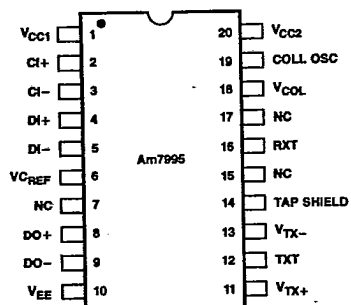 VCC1 1 20 VCC2
CI+ 2 19 COLL OSC
CI– 3 18 VCOL
DI+ 4 17 NC
DI– 5 16 RXT
Am7995
VCREF 6 15 NC
NC 7 14 TAP SHIELD
DO+ 8 13 VTX–
DO– 9 12 TXT
VEE 10 11 VTX+